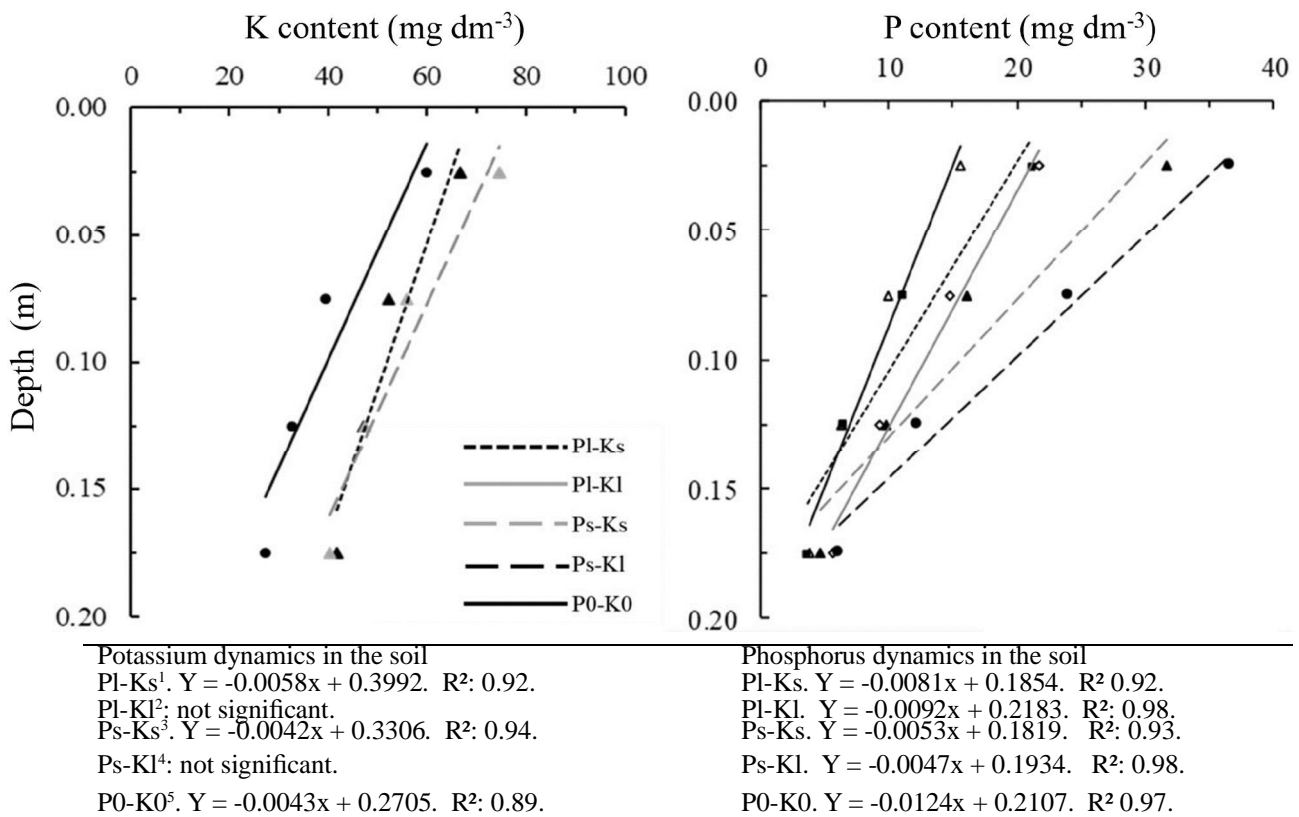 K content (mg dm⁻³)
0 20 40 60 80 100
0.00
0.05
0.10
0.15
0.20
Depth (m)
Pl-Ks
Pl-Kl
Ps-Ks
Ps-Kl
P0-K0
P content (mg dm⁻³)
0 10 20 30 40
0.00
0.05
0.10
0.15
0.20
Potassium dynamics in the soil
Pl-Ks¹. Y = -0.0058x + 0.3992. R²: 0.92.
Pl-Kl²: not significant.
Ps-Ks³. Y = -0.0042x + 0.3306. R²: 0.94.
Ps-Kl⁴: not significant.
P0-K0⁵. Y = -0.0043x + 0.2705. R²: 0.89.
Phosphorus dynamics in the soil
Pl-Ks. Y = -0.0081x + 0.1854. R² 0.92.
Pl-Kl. Y = -0.0092x + 0.2183. R²: 0.98.
Ps-Ks. Y = -0.0053x + 0.1819. R²: 0.93.
Ps-Kl. Y = -0.0047x + 0.1934. R²: 0.98.
P0-K0. Y = -0.0124x + 0.2107. R² 0.97.